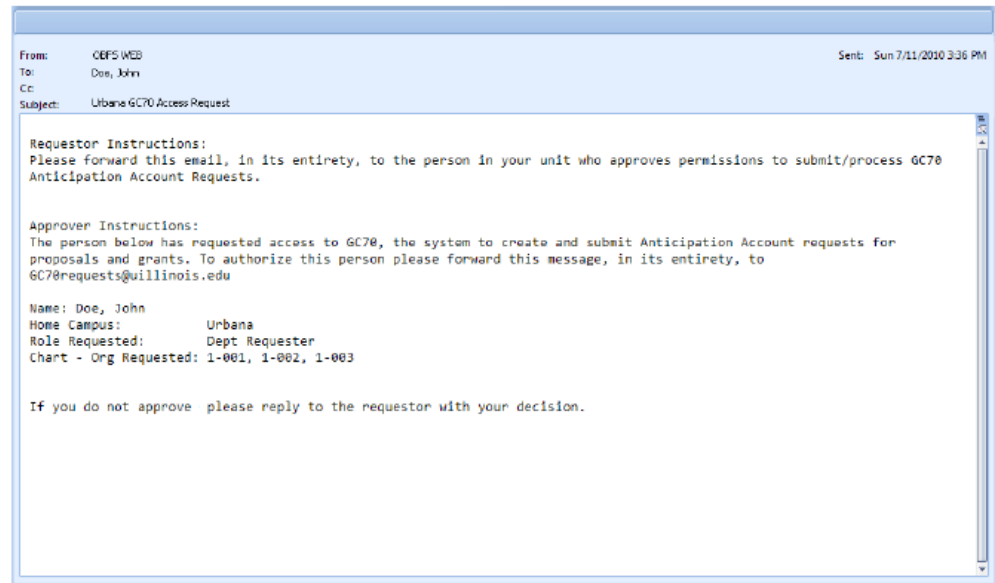 From: OBFS WEB Sent: Sun 7/11/2010 3:36 PM
To: Doe, John
Cc:
Subject: Urbana GC70 Access Request
Requestor Instructions:
Please forward this email, in its entirety, to the person in your unit who approves permissions to submit/process GC70
Anticipation Account Requests.
Approver Instructions:
The person below has requested access to GC70, the system to create and submit Anticipation Account requests for
proposals and grants. To authorize this person please forward this message, in its entirety, to
GC70requests@uillinois.edu
Name: Doe, John
Home Campus: Urbana
Role Requested: Dept Requester
Chart - Org Requested: 1-001, 1-002, 1-003
If you do not approve  please reply to the requestor with your decision.